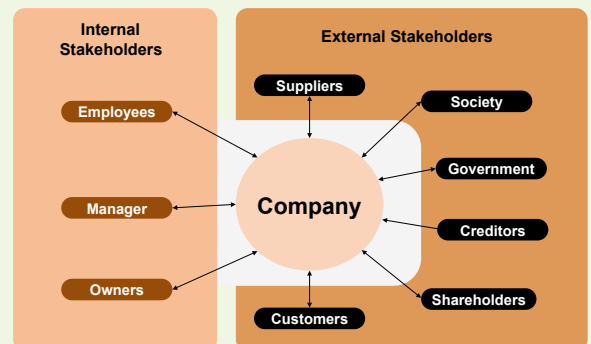 Internal
Stakeholders
External Stakeholders
Suppliers
Employees
Society
Government
Manager
Company
Creditors
Owners
Shareholders
Customers